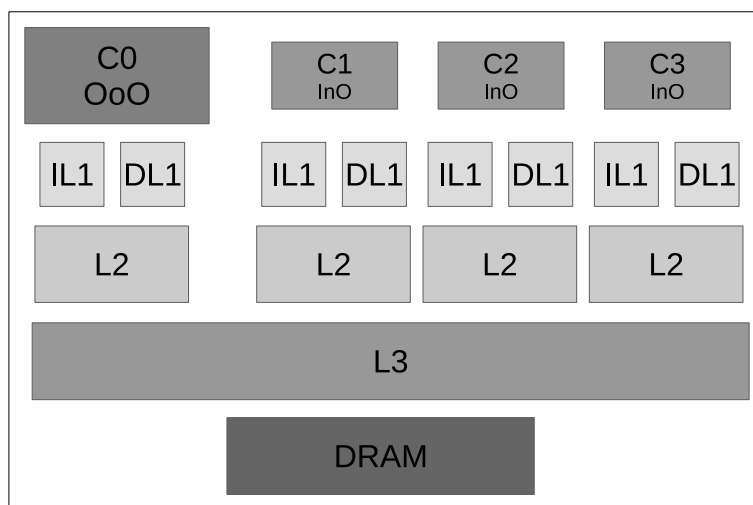 C0
OoO
C1
InO
C2
InO
C3
InO
IL1 DL1 IL1 DL1 IL1 DL1 IL1 DL1
L2 L2 L2 L2
L3
DRAM